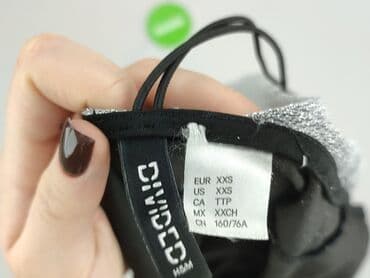 DIVIDED
H&M
EUR XXS
US XXS
CA TTP
MX XXCH
CN 160/76A